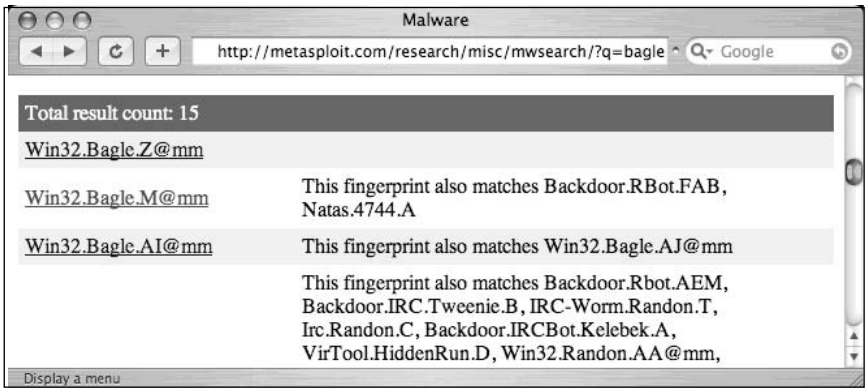 Malware
http://metasploit.com/research/misc/mwsearch/?q=bagle
Google
Total result count: 15
Win32.Bagle.Z@mm
Win32.Bagle.M@mm
This fingerprint also matches Backdoor.RBot.FAB,
Natas.4744.A
Win32.Bagle.AI@mm
This fingerprint also matches Win32.Bagle.AJ@mm
This fingerprint also matches Backdoor.Rbot.AEM,
Backdoor.IRC.Tweenie.B, IRC-Worm.Randon.T,
Irc.Randon.C, Backdoor.IRCBot.Kelebek.A,
VirTool.HiddenRun.D, Win32.Randon.AA@mm,
Display a menu